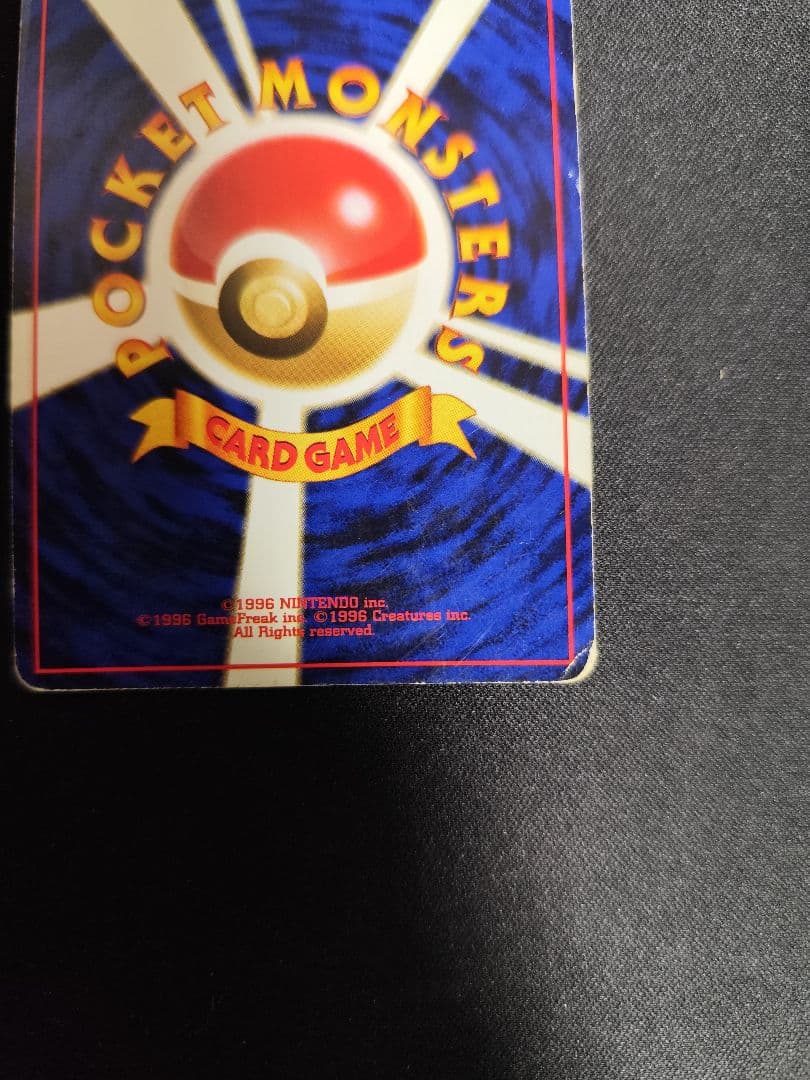 POCKET MONSTERS
CARD GAME
©1996 NINTENDO inc.
©1996 GameFreak inc. ©1996 Creatures inc.
All Rights reserved.